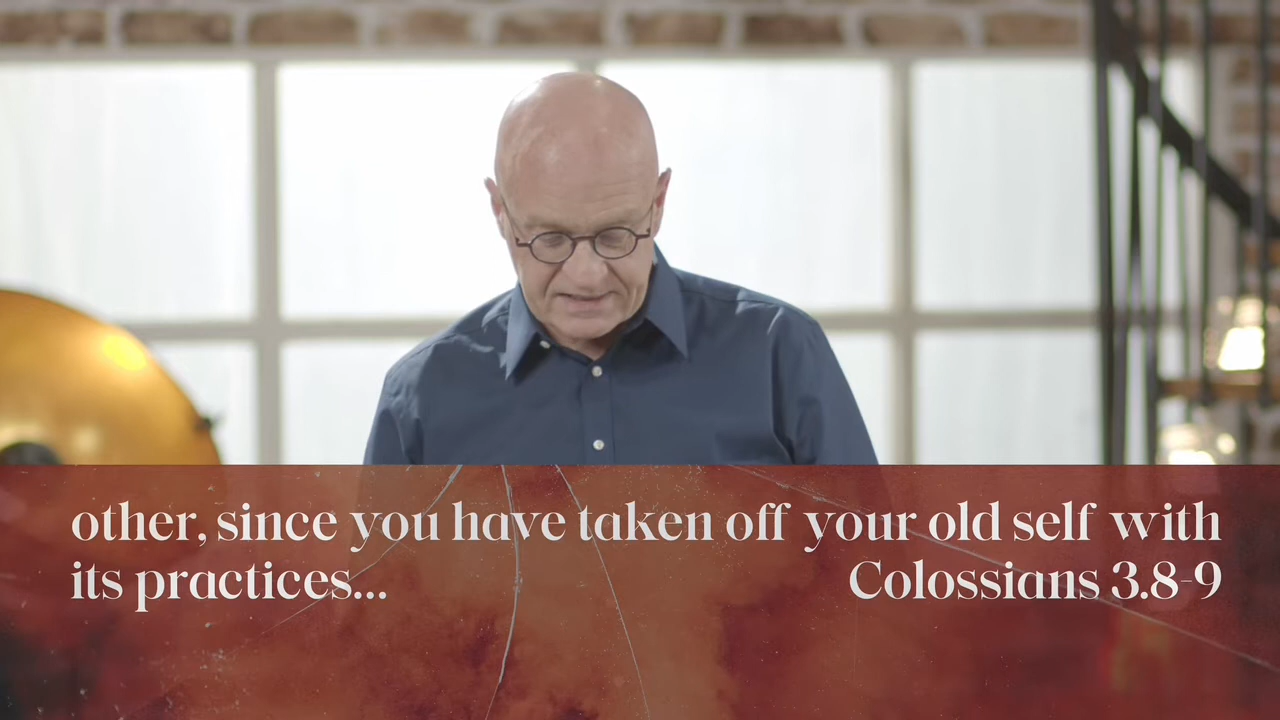 other, since you have taken off your old self with
its practices... Colossians 3.8-9